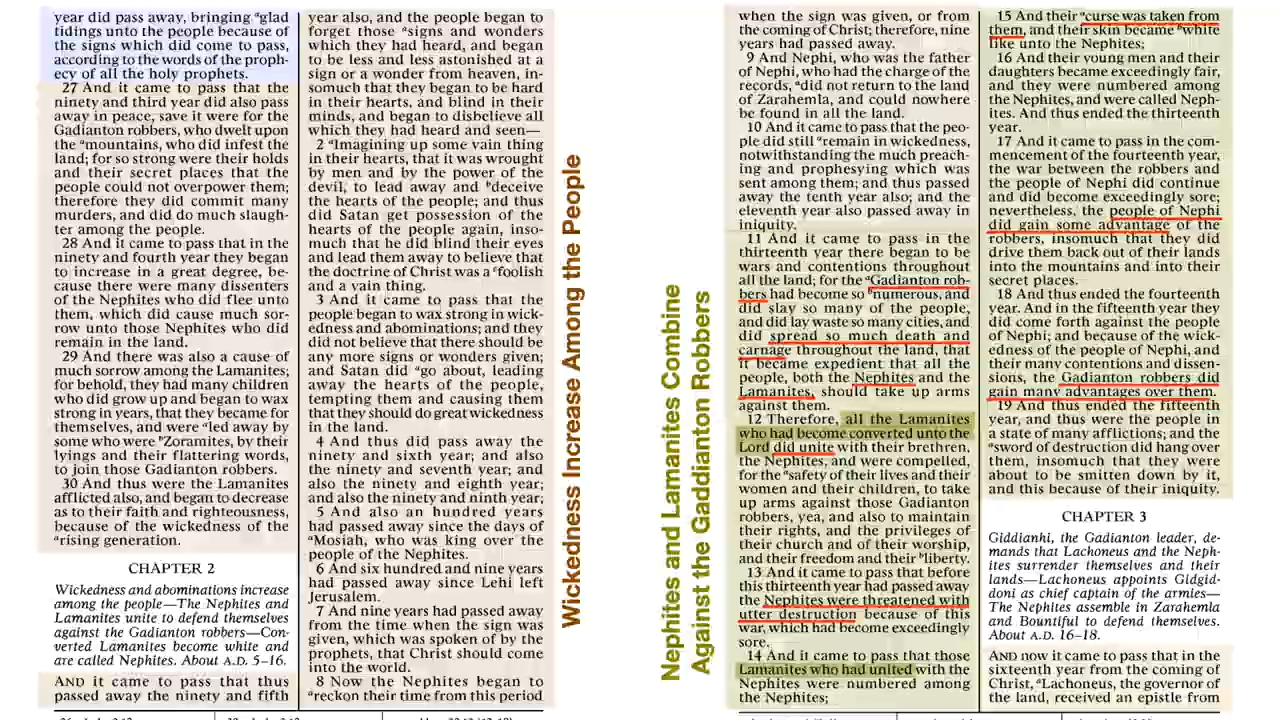 year did pass away, bringing ᵃglad
tidings unto the people because of
the signs which did come to pass,
according to the words of the proph-
ecy of all the holy prophets.
27 And it came to pass that the
ninety and third year did also pass
away in peace, save it were for the
Gadianton robbers, who dwelt upon
the ᵃmountains, who did infest the
land; for so strong were their holds
and their secret places that the
people could not overpower them;
therefore they did commit many
murders, and did do much slaugh-
ter among the people.
28 And it came to pass that in the
ninety and fourth year they began
to increase in a great degree, be-
cause there were many dissenters
of the Nephites who did flee unto
them, which did cause much sor-
row unto those Nephites who did
remain in the land.
29 And there was also a cause of
much sorrow among the Lamanites;
for behold, they had many children
who did grow up and began to wax
strong in years, that they became for
themselves, and were ᵃled away by
some who were ᵇZoramites, by their
lyings and their flattering words,
to join those Gadianton robbers.
30 And thus were the Lamanites
afflicted also, and began to decrease
as to their faith and righteousness,
because of the wickedness of the
ᵃrising generation.
CHAPTER 2
Wickedness and abominations increase
among the people—The Nephites and
Lamanites unite to defend themselves
against the Gadianton robbers—Con-
verted Lamanites become white and
are called Nephites. About A.D. 5–16.
AND it came to pass that thus
passed away the ninety and fifth
year also, and the people began to
forget those ᵃsigns and wonders
which they had heard, and began
to be less and less astonished at a
sign or a wonder from heaven, in-
somuch that they began to be hard
in their hearts, and blind in their
minds, and began to disbelieve all
which they had heard and seen—
2 ᵃImagining up some vain thing
in their hearts, that it was wrought
by men and by the power of the
devil, to lead away and ᵇdeceive
the hearts of the people; and thus
did Satan get possession of the
hearts of the people again, inso-
much that he did blind their eyes
and lead them away to believe that
the doctrine of Christ was a ᶜfoolish
and a vain thing.
3 And it came to pass that the
people began to wax strong in wick-
edness and abominations; and they
did not believe that there should be
any more signs or wonders given;
and Satan did ᵃgo about, leading
away the hearts of the people,
tempting them and causing them
that they should do great wickedness
in the land.
4 And thus did pass away the
ninety and sixth year; and also
the ninety and seventh year; and
also the ninety and eighth year;
and also the ninety and ninth year;
5 And also an hundred years
had passed away since the days of
ᵃMosiah, who was king over the
people of the Nephites.
6 And six hundred and nine years
had passed away since Lehi left
Jerusalem.
7 And nine years had passed away
from the time when the sign was
given, which was spoken of by the
prophets, that Christ should come
into the world.
8 Now the Nephites began to
ᵃreckon their time from this period
Wickedness Increase Among the People
Nephites and Lamanites Combine
Against the Gaddianton Robbers
when the sign was given, or from
the coming of Christ; therefore, nine
years had passed away.
9 And Nephi, who was the father
of Nephi, who had the charge of the
records, ᵃdid not return to the land
of Zarahemla, and could nowhere
be found in all the land.
10 And it came to pass that the peo-
ple did still ᵃremain in wickedness,
notwithstanding the much preach-
ing and prophesying which was
sent among them; and thus passed
away the tenth year also; and the
eleventh year also passed away in
iniquity.
11 And it came to pass in the
thirteenth year there began to be
wars and contentions throughout
all the land; for the ᵃGadianton rob-
bers had become so ᵇnumerous, and
did slay so many of the people,
and did lay waste so many cities, and
did spread so much death and
carnage throughout the land, that
it became expedient that all the
people, both the Nephites and the
Lamanites, should take up arms
against them.
12 Therefore, all the Lamanites
who had become converted unto the
Lord did unite with their brethren,
the Nephites, and were compelled,
for the ᵃsafety of their lives and their
women and their children, to take
up arms against those Gadianton
robbers, yea, and also to maintain
their rights, and the privileges of
their church and of their worship,
and their freedom and their ᵇliberty.
13 And it came to pass that before
this thirteenth year had passed away
the Nephites were threatened with
utter destruction because of this
war, which had become exceedingly
sore.
14 And it came to pass that those
Lamanites who had united with the
Nephites were numbered among
the Nephites;
15 And their ᵃcurse was taken from
them, and their skin became ᵇwhite
like unto the Nephites;
16 And their young men and their
daughters became exceedingly fair,
and they were numbered among
the Nephites, and were called Neph-
ites. And thus ended the thirteenth
year.
17 And it came to pass in the com-
mencement of the fourteenth year,
the war between the robbers and
the people of Nephi did continue
and did become exceedingly sore;
nevertheless, the people of Nephi
did gain some advantage of the
robbers, insomuch that they did
drive them back out of their lands
into the mountains and into their
secret places.
18 And thus ended the fourteenth
year. And in the fifteenth year they
did come forth against the people
of Nephi; and because of the wick-
edness of the people of Nephi, and
their many contentions and dissen-
sions, the Gadianton robbers did
gain many advantages over them.
19 And thus ended the fifteenth
year, and thus were the people in
a state of many afflictions; and the
ᵃsword of destruction did hang over
them, insomuch that they were
about to be smitten down by it,
and this because of their iniquity.
CHAPTER 3
Giddianhi, the Gadianton leader, de-
mands that Lachoneus and the Neph-
ites surrender themselves and their
lands—Lachoneus appoints Gidgid-
doni as chief captain of the armies—
The Nephites assemble in Zarahemla
and Bountiful to defend themselves.
About A.D. 16–18.
AND now it came to pass that in the
sixteenth year from the coming of
Christ, ᵃLachoneus, the governor of
the land, received an epistle from